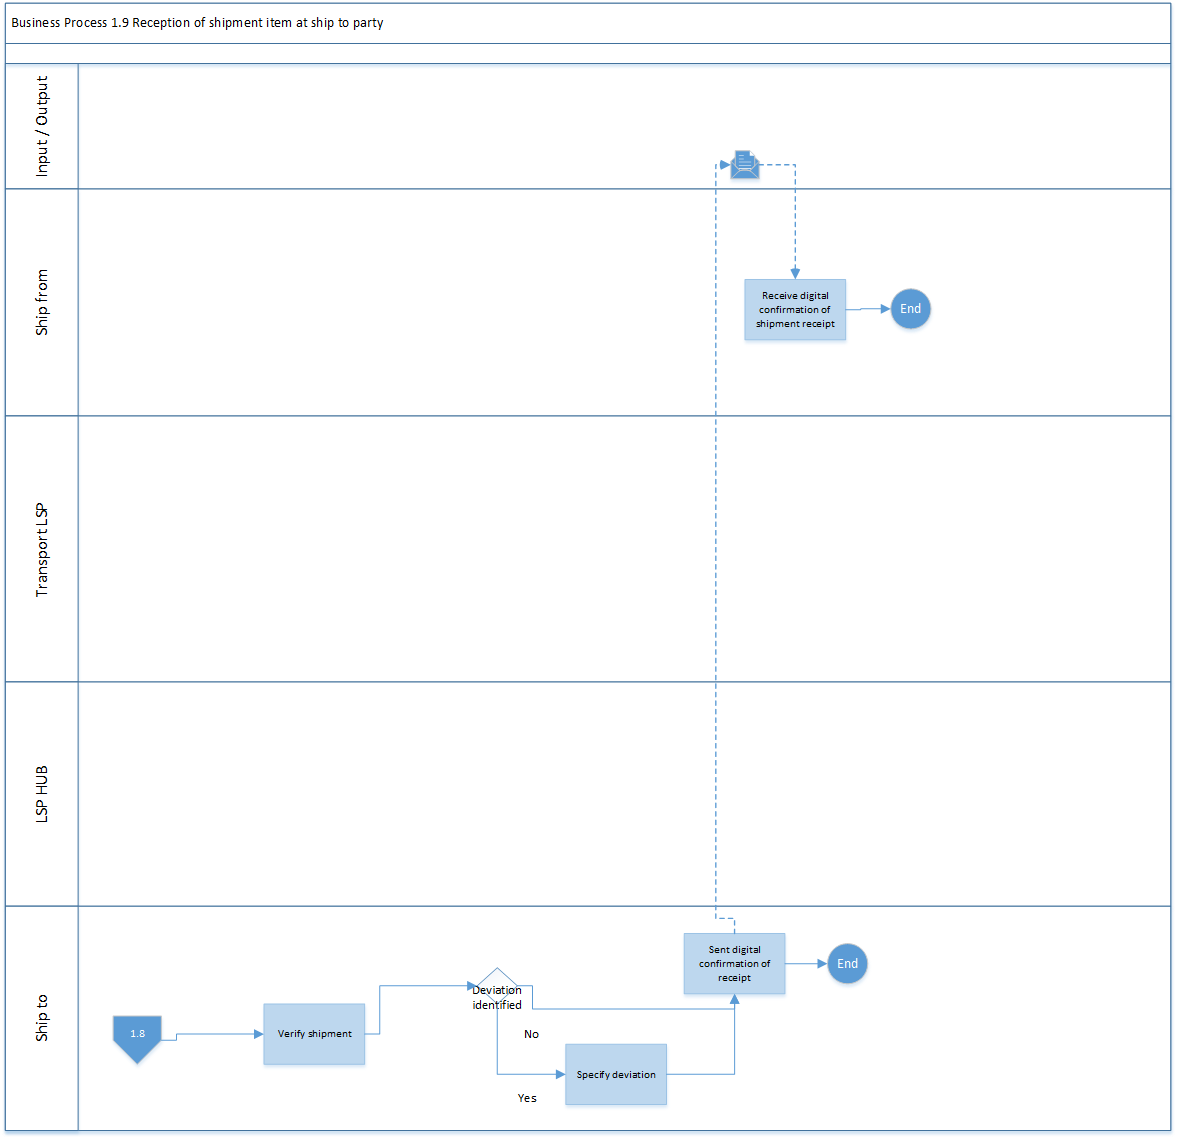 Business Process 1.9 Reception of shipment item at ship to party
Input / Output
Ship from
Receive digital
confirmation of
shipment receipt
End
Transport LSP
LSP HUB
Ship to
1.8
Verify shipment
Deviation
identified
No
Yes
Specify deviation
Sent digital
confirmation of
receipt
End